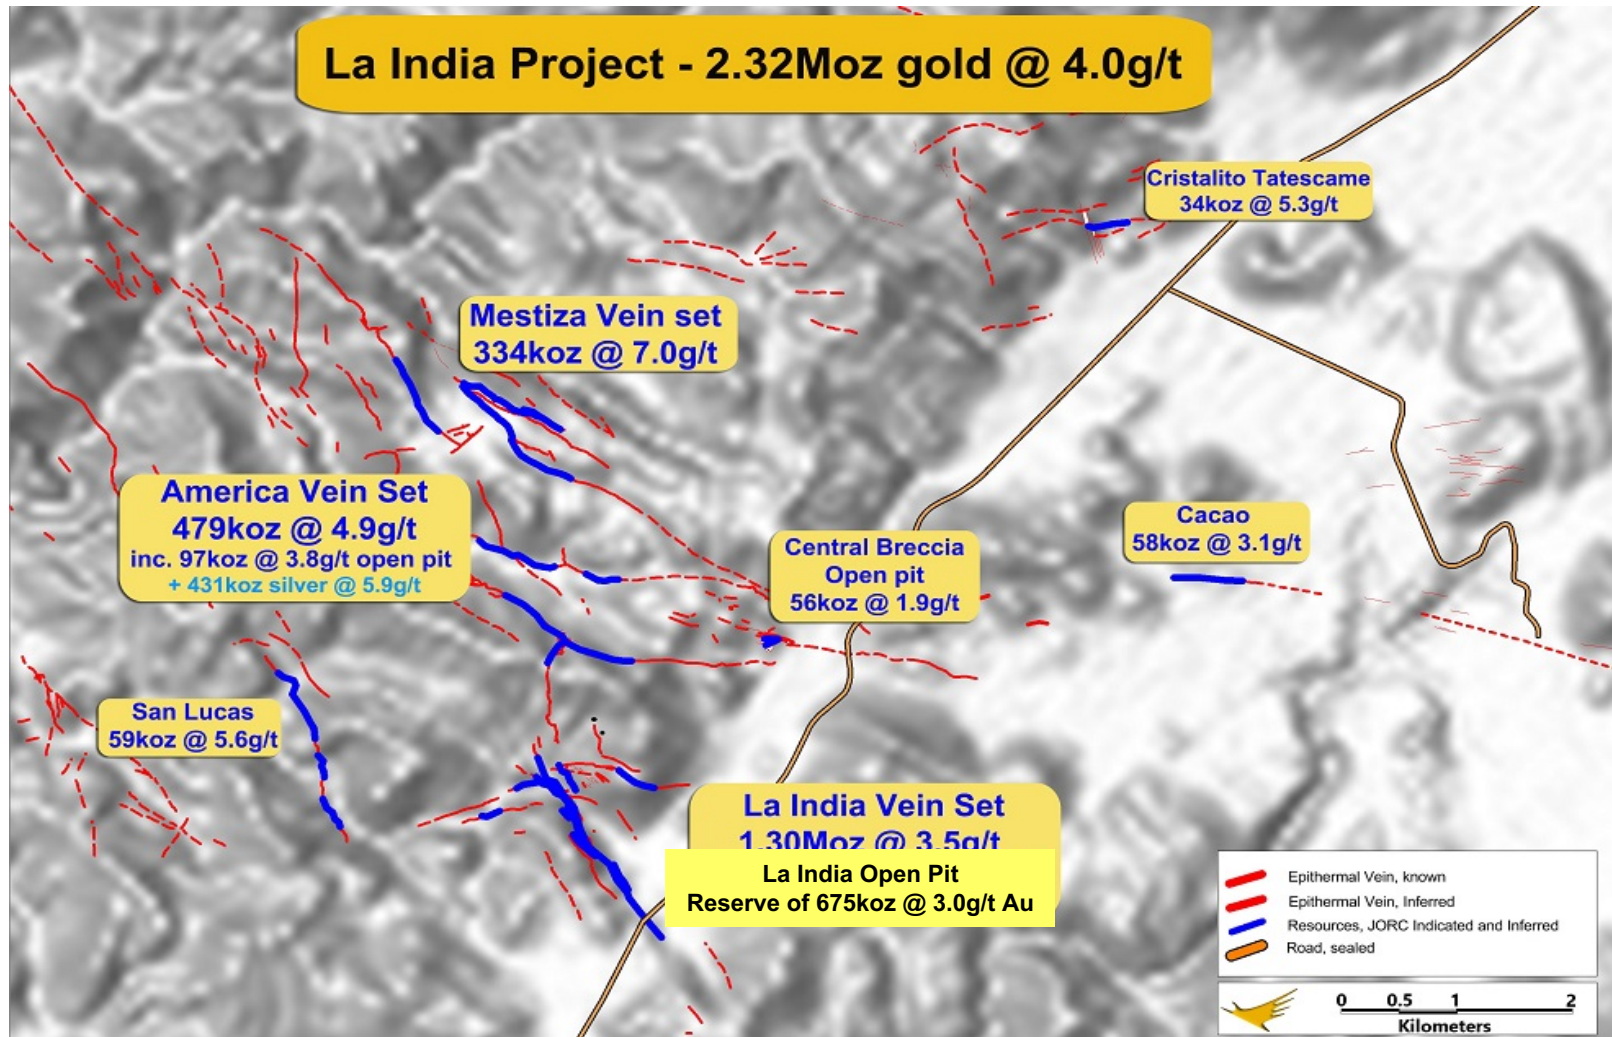 La India Project - 2.32Moz gold @ 4.0g/t
Cristalito Tatescame
34koz @ 5.3g/t
Mestiza Vein set
334koz @ 7.0g/t
America Vein Set
479koz @ 4.9g/t
inc. 97koz @ 3.8g/t open pit
+ 431koz silver @ 5.9g/t
Central Breccia
Open pit
56koz @ 1.9g/t
Cacao
58koz @ 3.1g/t
San Lucas
59koz @ 5.6g/t
La India Vein Set
1.30Moz @ 3.5g/t
La India Open Pit
Reserve of 675koz @ 3.0g/t Au
Epithermal Vein, known
Epithermal Vein, Inferred
Resources, JORC Indicated and Inferred
Road, sealed
0 0.5 1 2
Kilometers